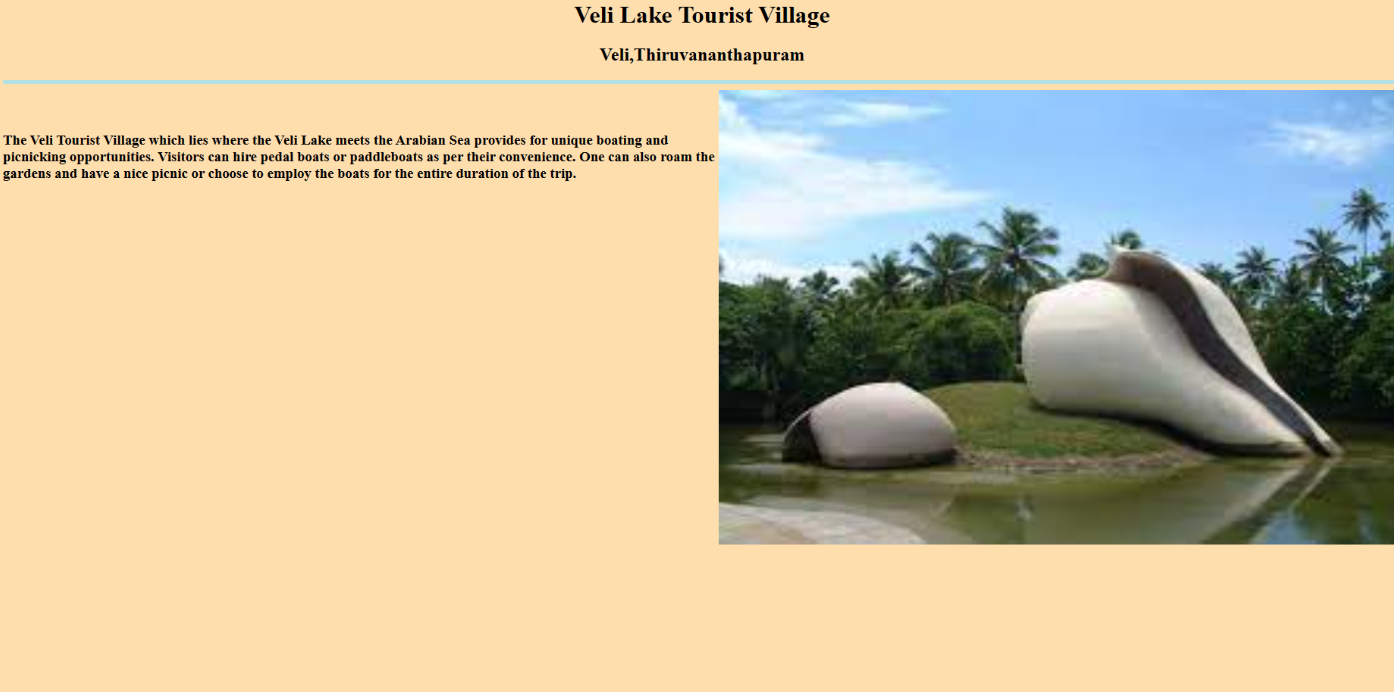 Veli Lake Tourist Village
Veli,Thiruvananthapuram
The Veli Tourist Village which lies where the Veli Lake meets the Arabian Sea provides for unique boating and
picnicking opportunities. Visitors can hire pedal boats or paddleboats as per their convenience. One can also roam the
gardens and have a nice picnic or choose to employ the boats for the entire duration of the trip.